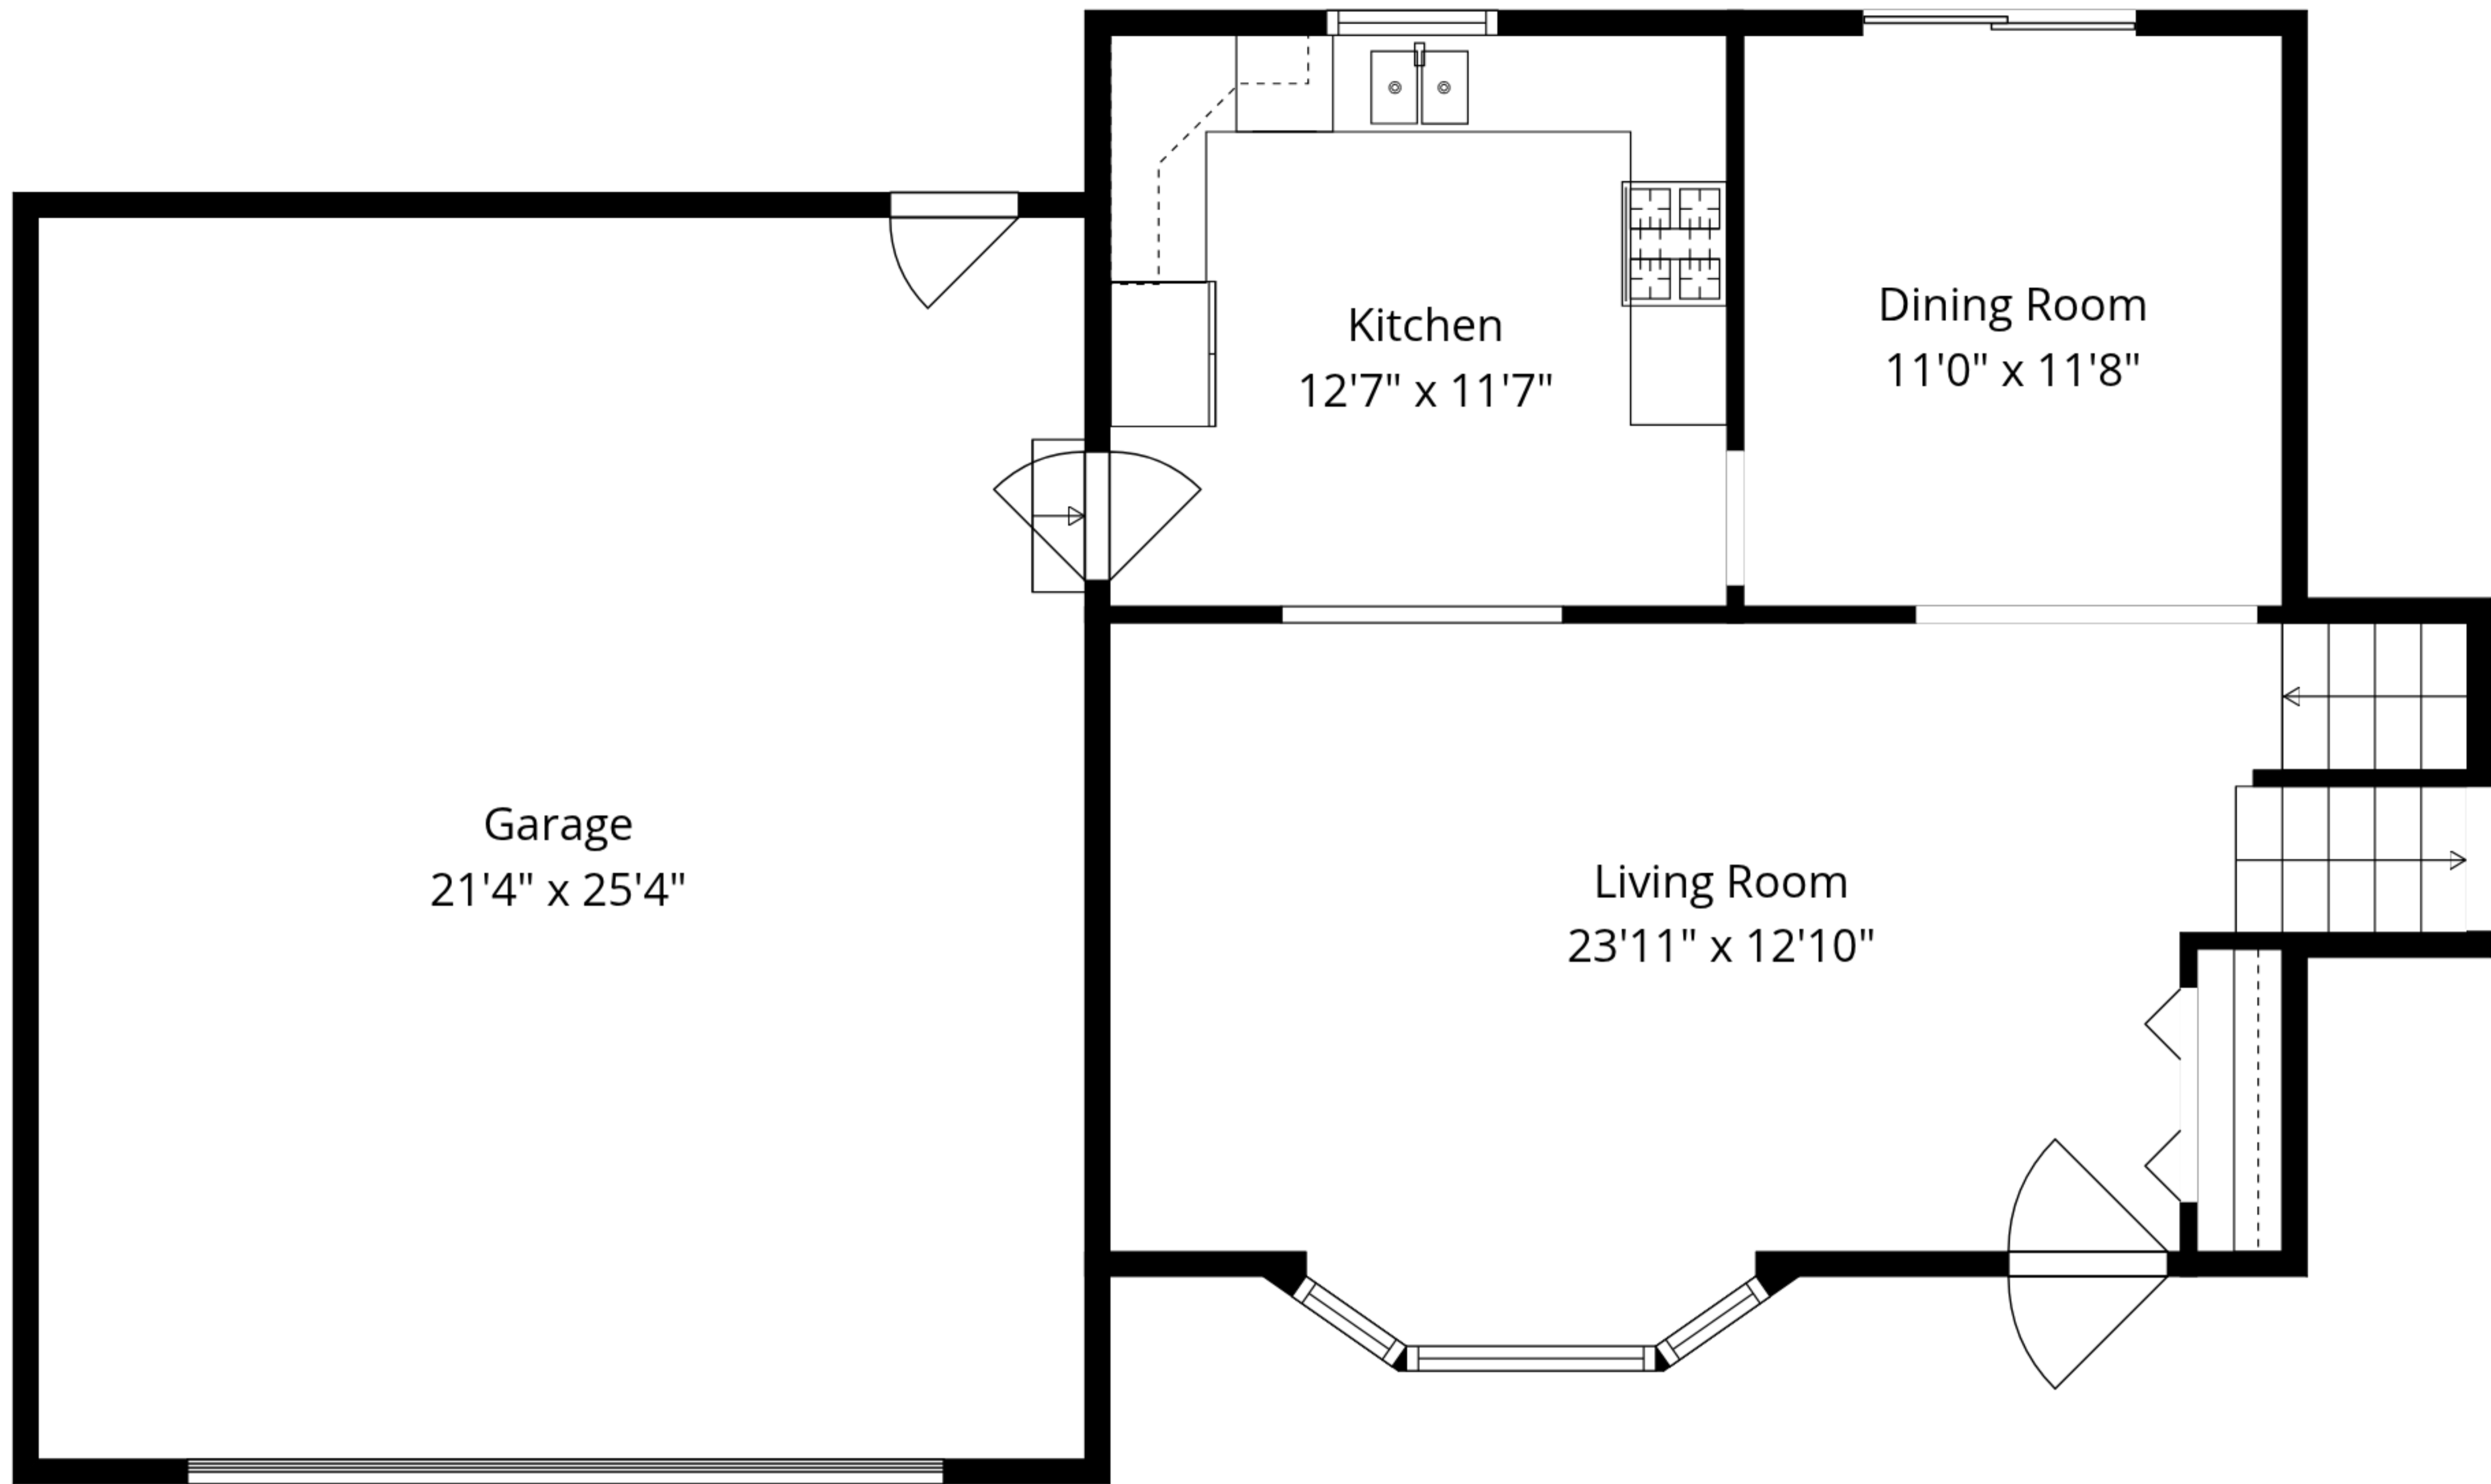 Kitchen
12'7" x 11'7"
Dining Room
11'0" x 11'8"
Garage
21'4" x 25'4"
Living Room
23'11" x 12'10"